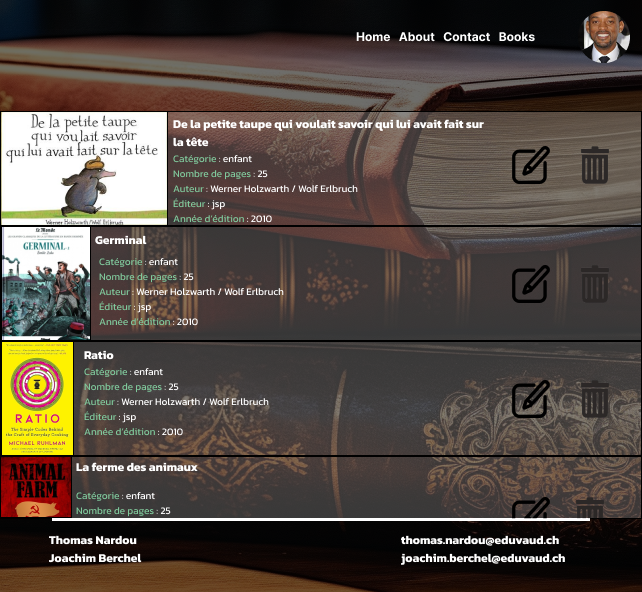 Home About Contact Books
De la petite taupe
qui voulait savoir
qui lui avait fait sur la tête
Werner Holzwarth/Wolf Erlbruch
De la petite taupe qui voulait savoir qui lui avait fait sur
la tête
Catégorie : enfant
Nombre de pages : 25
Auteur : Werner Holzwarth / Wolf Erlbruch
Éditeur : jsp
Année d'édition : 2010
Le Monde
GERMINAL
Germinal
Catégorie : enfant
Nombre de pages : 25
Auteur : Werner Holzwarth / Wolf Erlbruch
Éditeur : jsp
Année d'édition : 2010
RATIO
The Simple Codes Behind
the Craft of Everyday Cooking
MICHAEL RUHLMAN
Ratio
Catégorie : enfant
Nombre de pages : 25
Auteur : Werner Holzwarth / Wolf Erlbruch
Éditeur : jsp
Année d'édition : 2010
ANIMAL
FARM
La ferme des animaux
Catégorie : enfant
Nombre de pages : 25
Thomas Nardou
thomas.nardou@eduvaud.ch
Joachim Berchel
joachim.berchel@eduvaud.ch